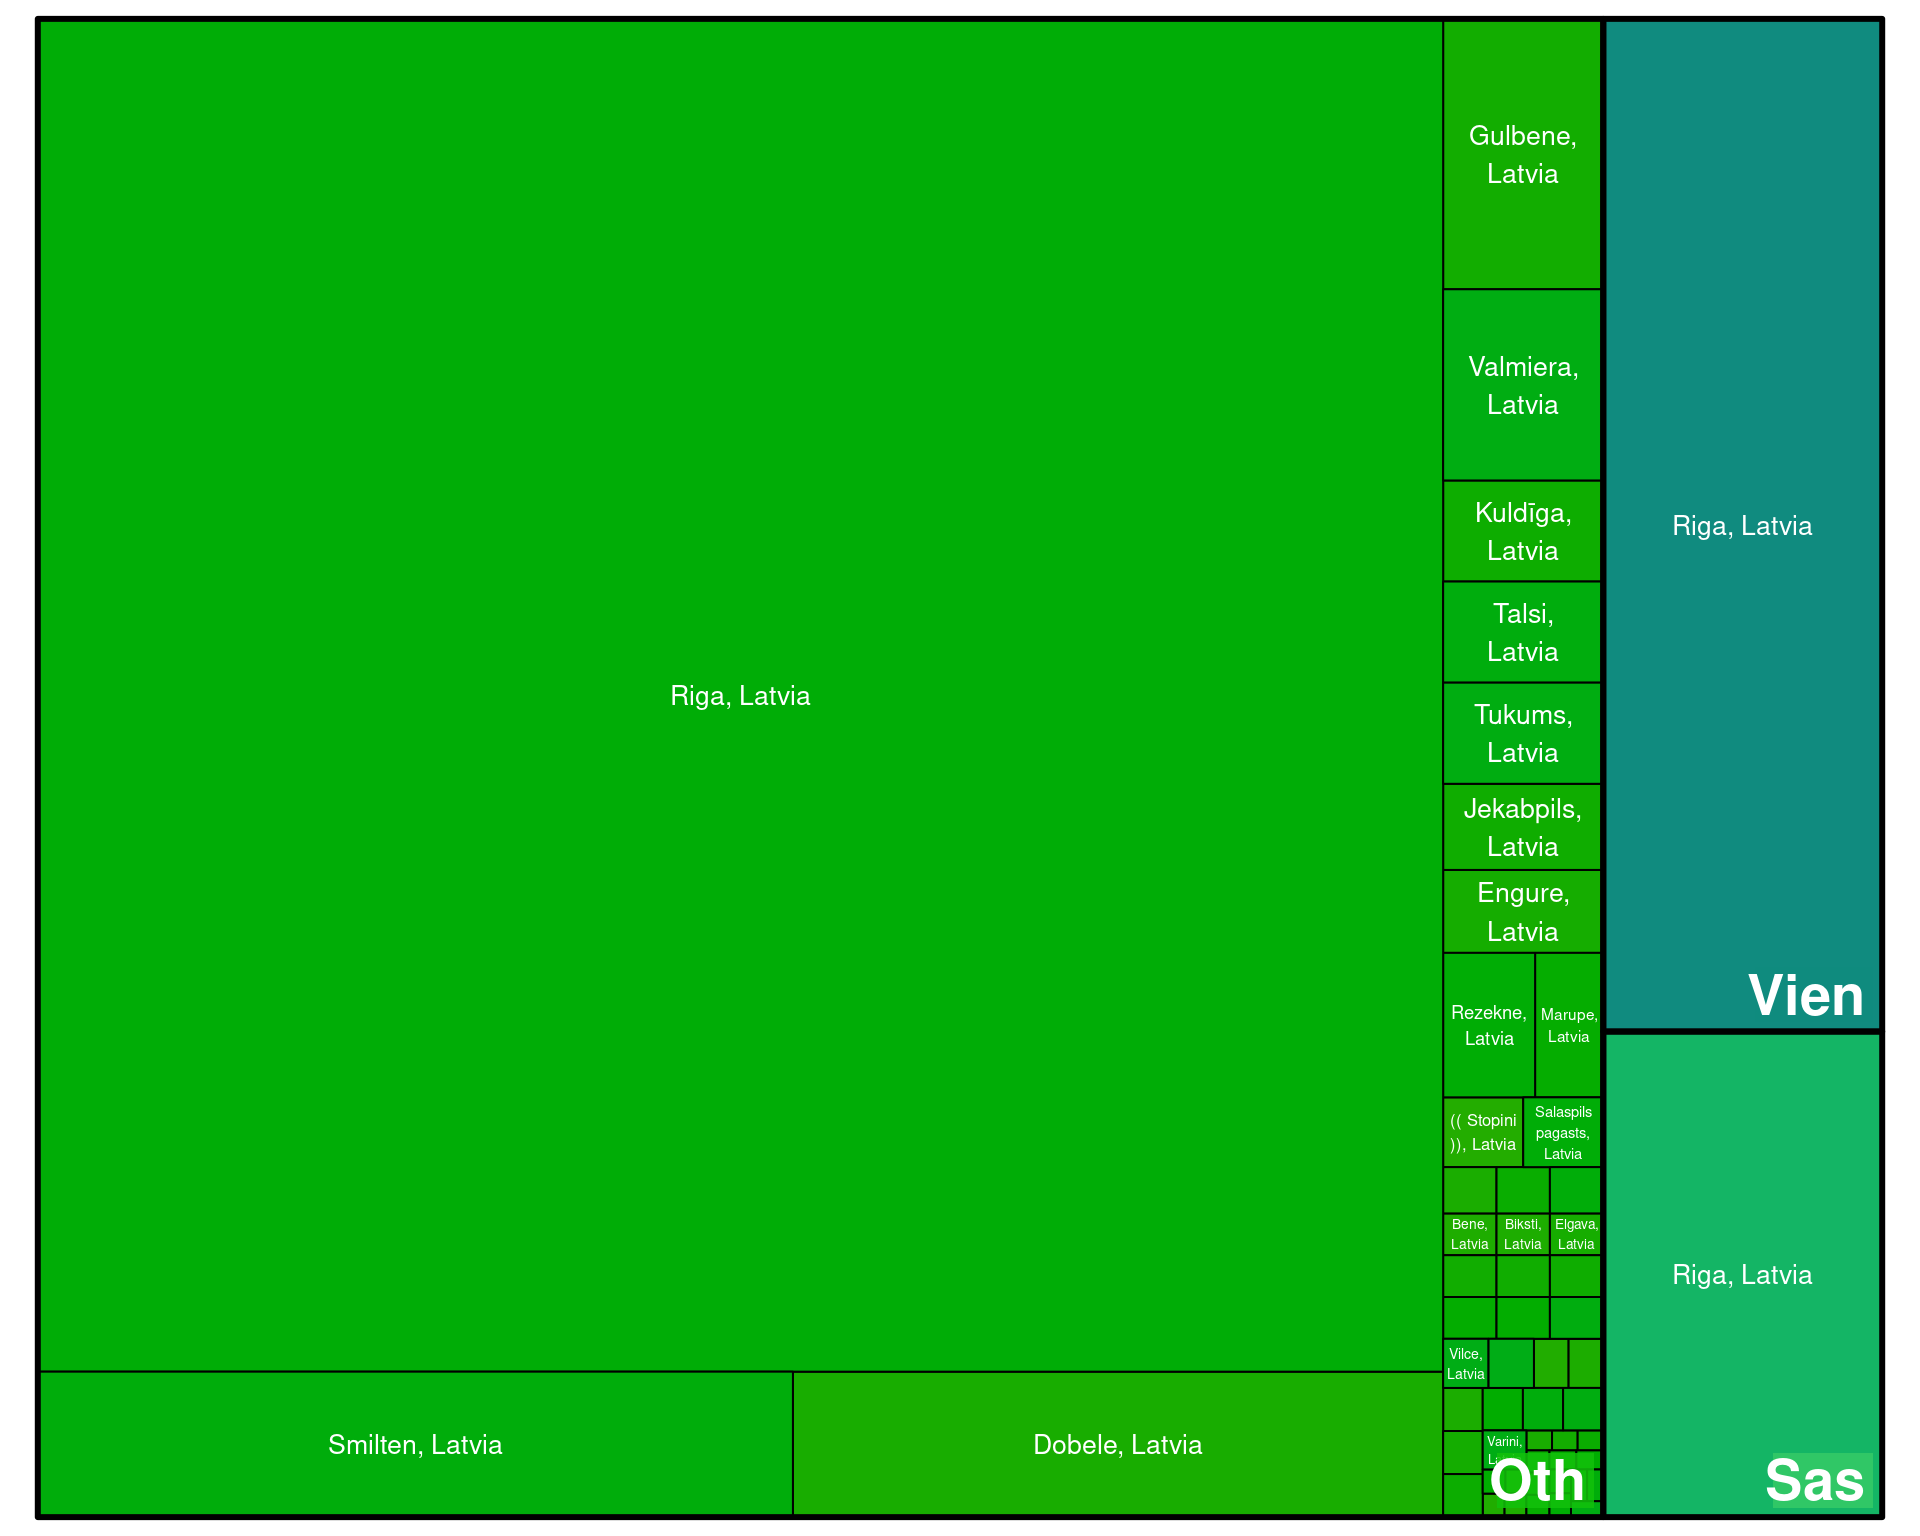 Riga, Latvia
Smilten, Latvia
Dobele, Latvia
Gulbene,
Latvia
Valmiera,
Latvia
Kuldīga,
Latvia
Talsi,
Latvia
Tukums,
Latvia
Jekabpils,
Latvia
Engure,
Latvia
Rezekne,
Latvia
Marupe,
Latvia
(( Stopini
)), Latvia
Salaspils
pagasts,
Latvia
Bene,
Latvia
Biksti,
Latvia
Elgava,
Latvia
Vilce,
Latvia
Varini,
Oth
Riga, Latvia
Vien
Riga, Latvia
Sas